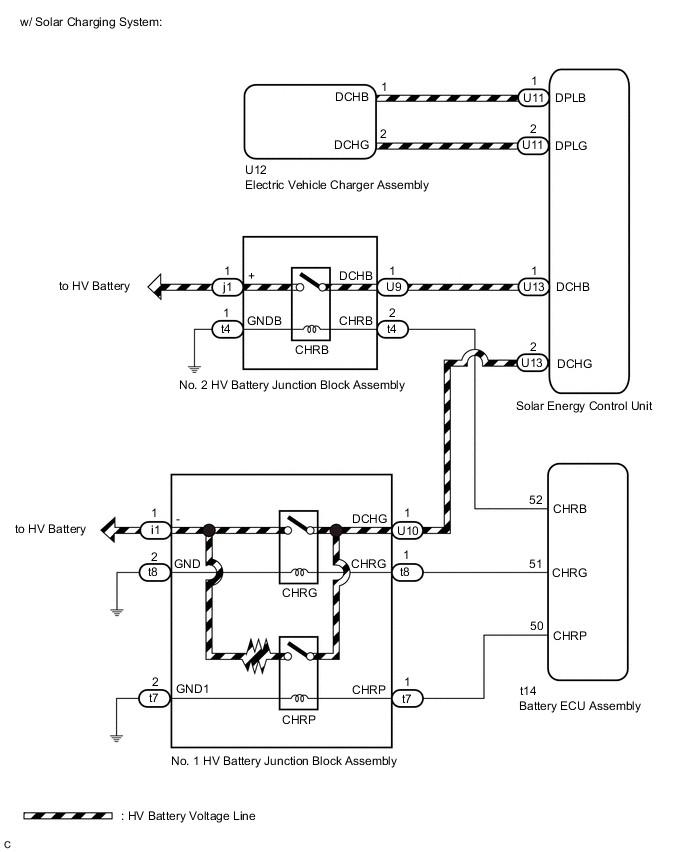 w/ Solar Charging System:
DCHB
1
1
U11
DPLB
DCHG
2
2
U11
DPLG
U12
Electric Vehicle Charger Assembly
to HV Battery
1
j1
+
DCHB
1
U9
1
U13
DCHB
1
t4
GNDB
CHRB
2
t4
CHRB
2
U13
DCHG
No. 2 HV Battery Junction Block Assembly
Solar Energy Control Unit
to HV Battery
1
i1
-
DCHG
1
U10
52
CHRB
2
t8
GND
CHRG
1
t8
51
CHRG
CHRG
50
CHRP
2
t7
GND1
CHRP
1
t7
CHRP
t14
Battery ECU Assembly
No. 1 HV Battery Junction Block Assembly
: HV Battery Voltage Line
C